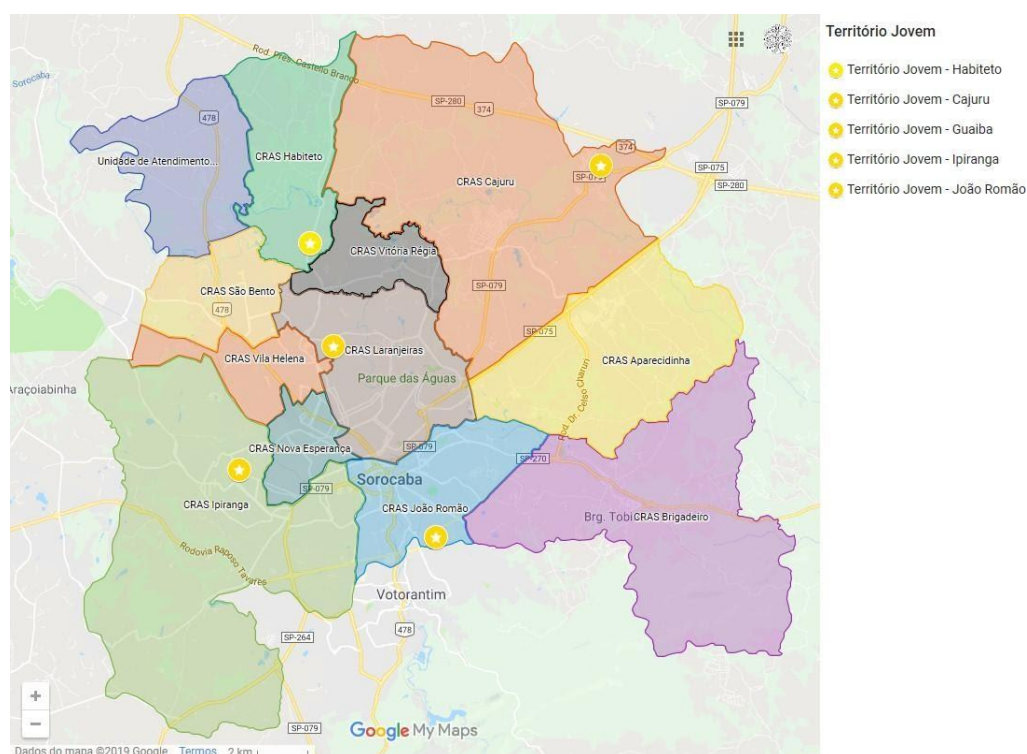 Território Jovem
Território Jovem - Habiteto
Território Jovem - Cajuru
Território Jovem - Guaiba
Território Jovem - Ipiranga
Território Jovem - João Romão
Rod. Pres. Castello Branco
Sorocaba
SP-280
374
SP-079
478
Unidade de Atendimento...
CRAS Habiteto
374
SP-075
SP-075
SP-280
CRAS Cajuru
CRAS Vitória Régia
SP-079
CRAS São Bento
478
SP-075
CRAS Vila Helena
CRAS Laranjeiras
CRAS Aparecidinha
Parque das Águas
Araçoiabinha
Rod. Dr. Celso Charuri
CRAS Nova Esperança
SP-079
SP-270
Sorocaba
SP-079
CRAS Ipiranga
CRAS João Romão
Brg. Tobi
CRAS Brigadeiro
Rodovia Raposo Tavares
Votorantim
478
SP-264
+
−
SP-079
Google My Maps
Dados do mapa ©2019 Google Termos 2 km